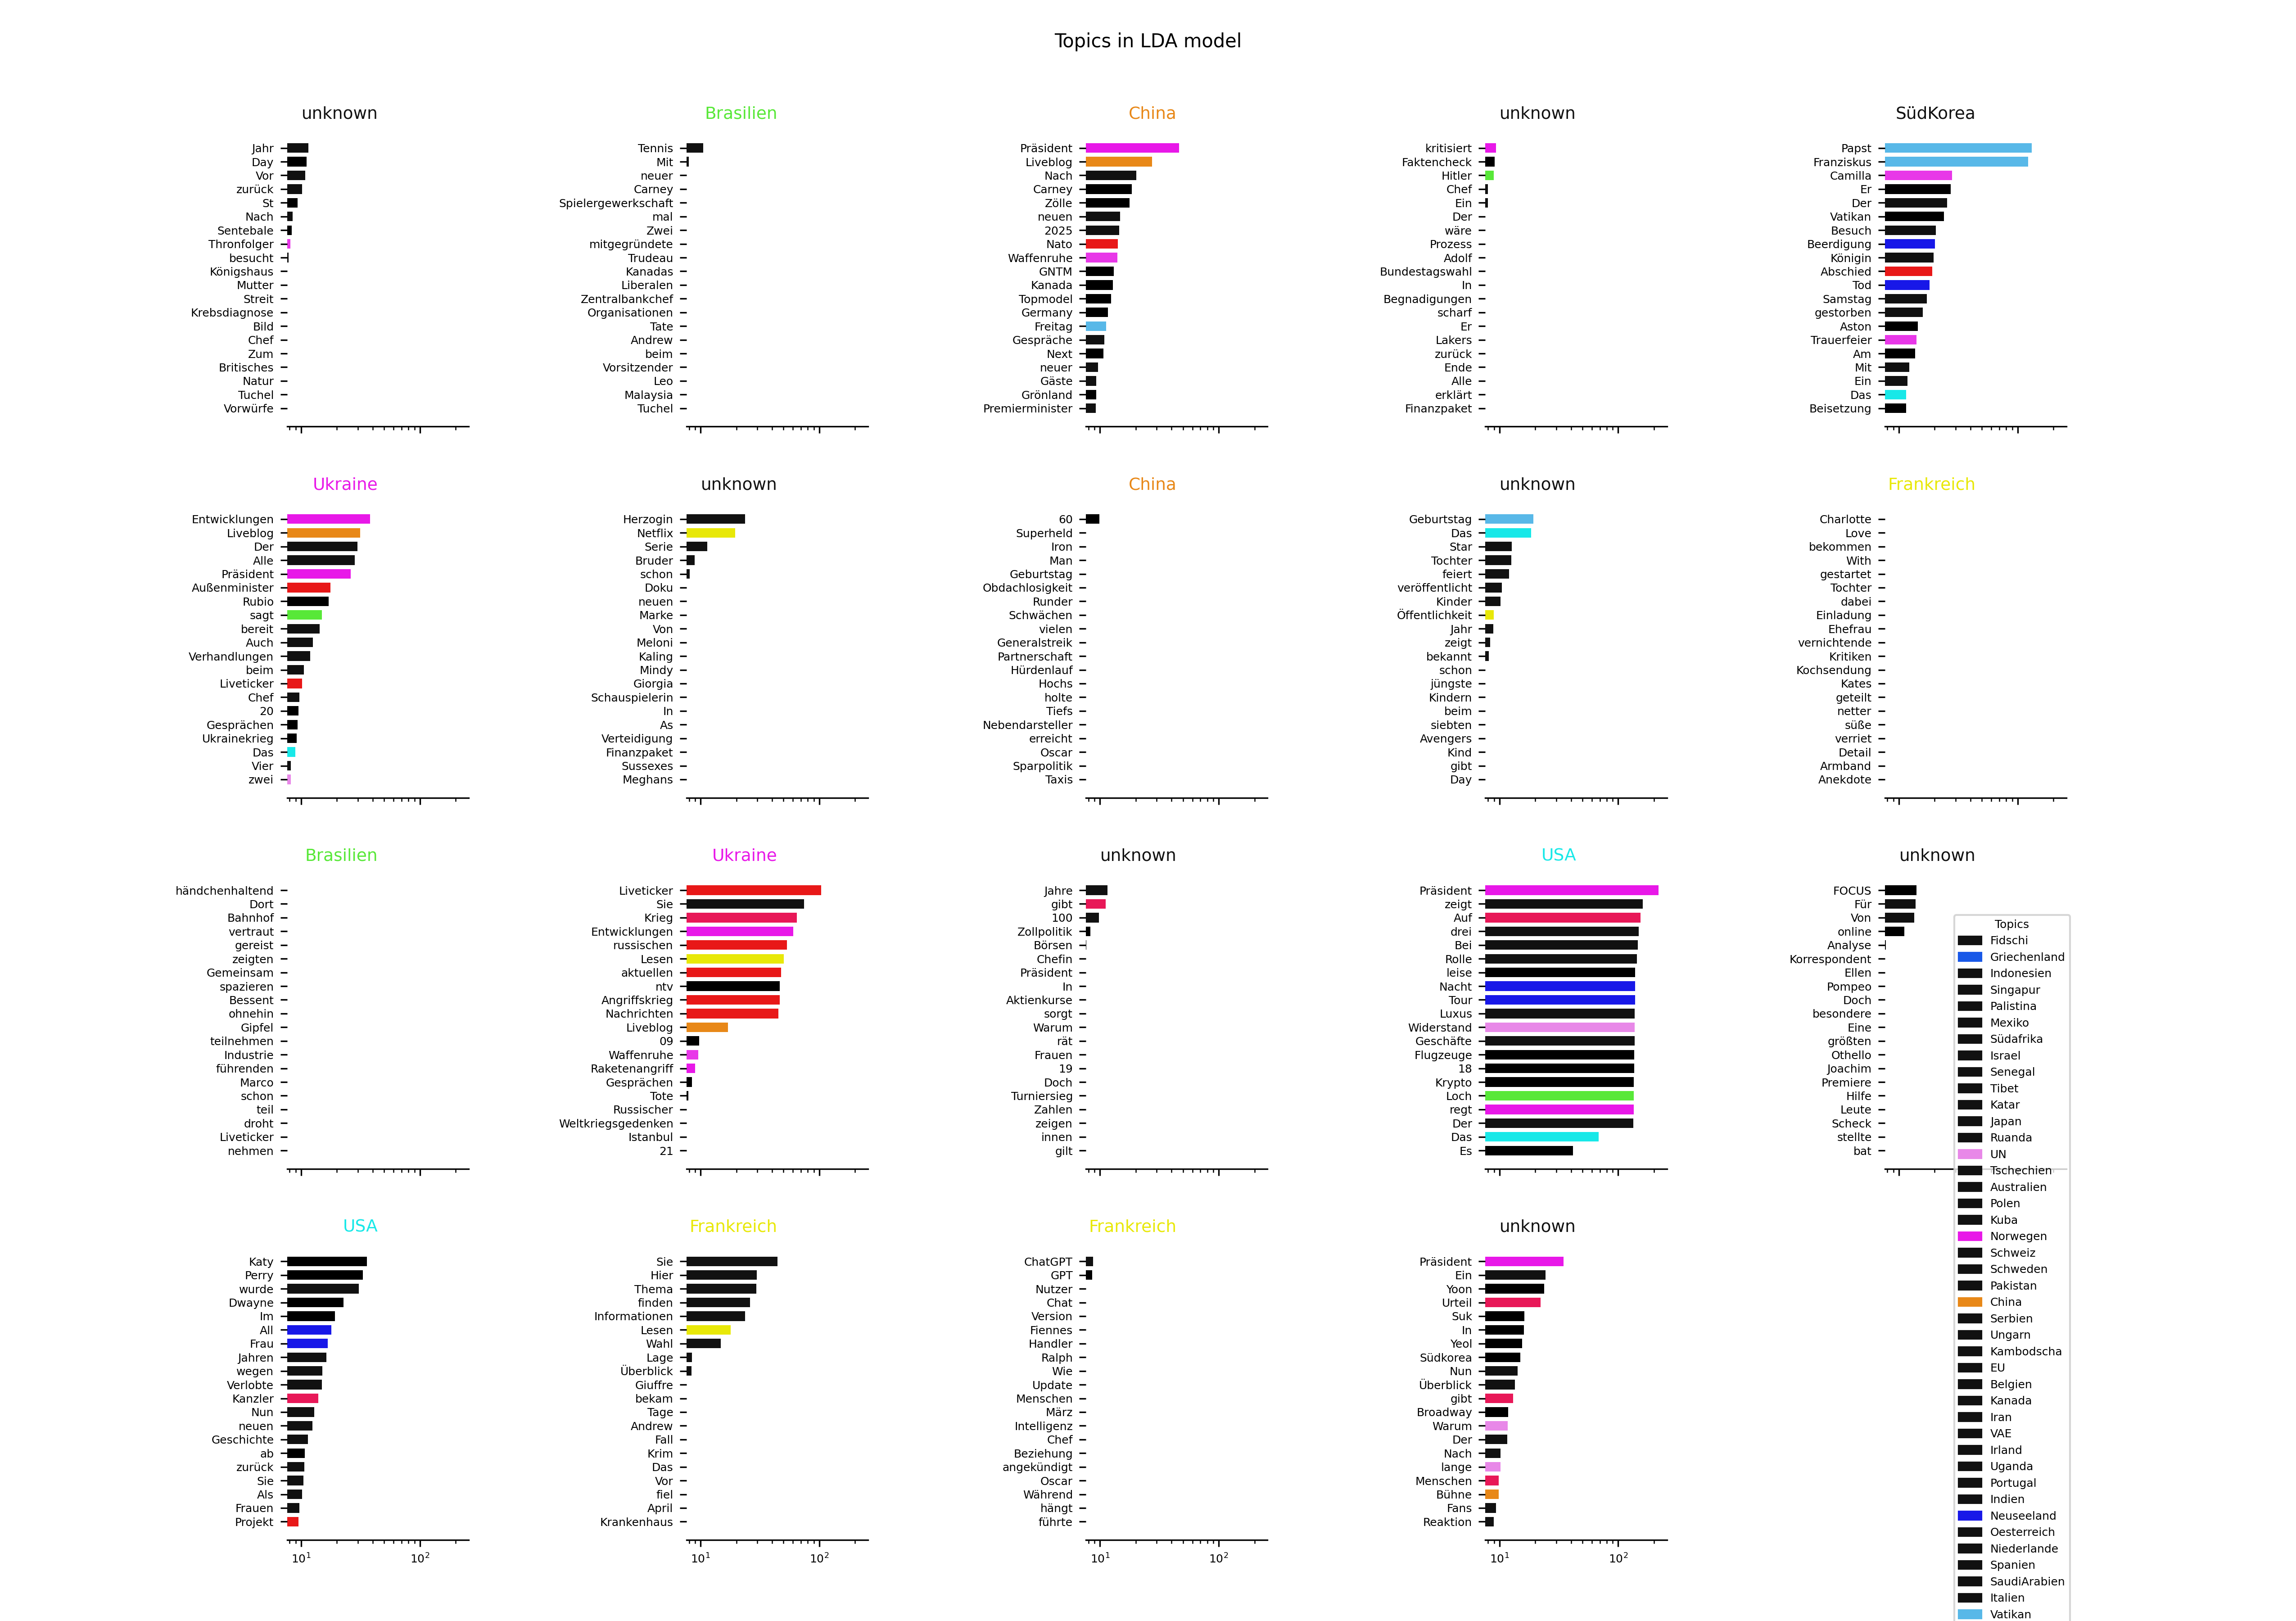 Topics in LDA model
unknown
Jahr
Day
Vor
zurück
St
Nach
Sentebale
Thronfolger
besucht
Königshaus
Mutter
Streit
Krebsdiagnose
Bild
Chef
Zum
Britisches
Natur
Tuchel
Vorwürfe
Brasilien
Tennis
Mit
neuer
Carney
Spielergewerkschaft
mal
Zwei
mitgegründete
Trudeau
Kanadas
Liberalen
Zentralbankchef
Organisationen
Tate
Andrew
beim
Vorsitzender
Leo
Malaysia
Tuchel
China
Präsident
Liveblog
Nach
Carney
Zölle
neuen
2025
Nato
Waffenruhe
GNTM
Kanada
Topmodel
Germany
Freitag
Gespräche
Next
neuer
Gäste
Grönland
Premierminister
unknown
kritisiert
Faktencheck
Hitler
Chef
Ein
Der
wäre
Prozess
Adolf
Bundestagswahl
In
Begnadigungen
scharf
Er
Lakers
zurück
Ende
Alle
erklärt
Finanzpaket
SüdKorea
Papst
Franziskus
Camilla
Er
Der
Vatikan
Besuch
Beerdigung
Königin
Abschied
Tod
Samstag
gestorben
Aston
Trauerfeier
Am
Mit
Ein
Das
Beisetzung
Ukraine
Entwicklungen
Liveblog
Der
Alle
Präsident
Außenminister
Rubio
sagt
bereit
Auch
Verhandlungen
beim
Liveticker
Chef
20
Gesprächen
Ukrainekrieg
Das
Vier
zwei
unknown
Herzogin
Netflix
Serie
Bruder
schon
Doku
neuen
Marke
Von
Meloni
Kaling
Mindy
Giorgia
Schauspielerin
In
As
Verteidigung
Finanzpaket
Sussexes
Meghans
China
60
Superheld
Iron
Man
Geburtstag
Obdachlosigkeit
Runder
Schwächen
vielen
Generalstreik
Partnerschaft
Hürdenlauf
Hochs
holte
Tiefs
Nebendarsteller
erreicht
Oscar
Sparpolitik
Taxis
unknown
Geburtstag
Das
Star
Tochter
feiert
veröffentlicht
Kinder
Öffentlichkeit
Jahr
zeigt
bekannt
schon
jüngste
Kindern
beim
siebten
Avengers
Kind
gibt
Day
Frankreich
Charlotte
Love
bekommen
With
gestartet
Tochter
dabei
Einladung
Ehefrau
vernichtende
Kritiken
Kochsendung
Kates
geteilt
netter
süße
verriet
Detail
Armband
Anekdote
Brasilien
händchenhaltend
Dort
Bahnhof
vertraut
gereist
zeigten
Gemeinsam
spazieren
Bessent
ohnehin
Gipfel
teilnehmen
Industrie
führenden
Marco
schon
teil
droht
Liveticker
nehmen
Ukraine
Liveticker
Sie
Krieg
Entwicklungen
russischen
Lesen
aktuellen
ntv
Angriffskrieg
Nachrichten
Liveblog
09
Waffenruhe
Raketenangriff
Gesprächen
Tote
Russischer
Weltkriegsgedenken
Istanbul
21
unknown
Jahre
gibt
100
Zollpolitik
Börsen
Chefin
Präsident
In
Aktienkurse
sorgt
Warum
rät
Frauen
19
Doch
Turniersieg
Zahlen
zeigen
innen
gilt
USA
Präsident
zeigt
Auf
drei
Bei
Rolle
leise
Nacht
Tour
Luxus
Widerstand
Geschäfte
Flugzeuge
18
Krypto
Loch
regt
Der
Das
Es
unknown
FOCUS
Für
Von
online
Analyse
Korrespondent
Ellen
Pompeo
Doch
besondere
Eine
größten
Othello
Joachim
Premiere
Hilfe
Leute
Scheck
stellte
bat
USA
Katy
Perry
wurde
Dwayne
Im
All
Frau
Jahren
wegen
Verlobte
Kanzler
Nun
neuen
Geschichte
ab
zurück
Sie
Als
Frauen
Projekt
10^1 10^2
Frankreich
Sie
Hier
Thema
finden
Informationen
Lesen
Wahl
Lage
Überblick
Giuffre
bekam
Tage
Andrew
Fall
Krim
Das
Vor
fiel
April
Krankenhaus
10^1 10^2
Frankreich
ChatGPT
GPT
Nutzer
Chat
Version
Fiennes
Handler
Ralph
Wie
Update
Menschen
März
Intelligenz
Chef
Beziehung
angekündigt
Oscar
Während
hängt
führte
10^1 10^2
unknown
Präsident
Ein
Yoon
Urteil
Suk
In
Yeol
Südkorea
Nun
Überblick
gibt
Broadway
Warum
Der
Nach
lange
Menschen
Bühne
Fans
Reaktion
10^1 10^2
Topics
Fidschi
Griechenland
Indonesien
Singapur
Palistina
Mexiko
Südafrika
Israel
Senegal
Tibet
Katar
Japan
Ruanda
UN
Tschechien
Australien
Polen
Kuba
Norwegen
Schweiz
Schweden
Pakistan
China
Serbien
Ungarn
Kambodscha
EU
Belgien
Kanada
Iran
VAE
Irland
Uganda
Portugal
Indien
Neuseeland
Oesterreich
Niederlande
Spanien
SaudiArabien
Italien
Vatikan